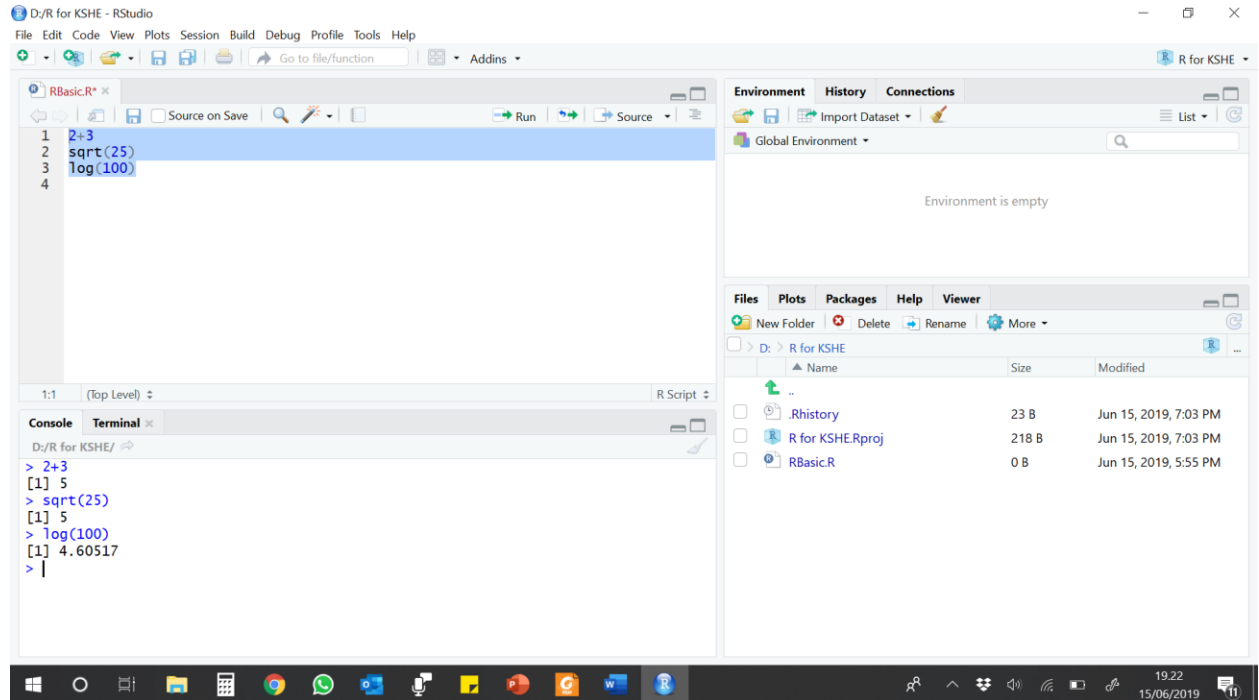 D:/R for KSHE - RStudio
File Edit Code View Plots Session Build Debug Profile Tools Help
Go to file/function Addins R for KSHE
RBasic.R*
Source on Save Run Source
1 2+3
2 sqrt(25)
3 log(100)
4
1:1 (Top Level) R Script
Console Terminal
D:/R for KSHE/
> 2+3
[1] 5
> sqrt(25)
[1] 5
> log(100)
[1] 4.60517
>
Environment History Connections
Import Dataset List
Global Environment
Environment is empty
Files Plots Packages Help Viewer
New Folder Delete Rename More
D: > R for KSHE ...
Name Size Modified
..
.Rhistory 23 B Jun 15, 2019, 7:03 PM
R for KSHE.Rproj 218 B Jun 15, 2019, 7:03 PM
RBasic.R 0 B Jun 15, 2019, 5:55 PM
19.22
15/06/2019
11